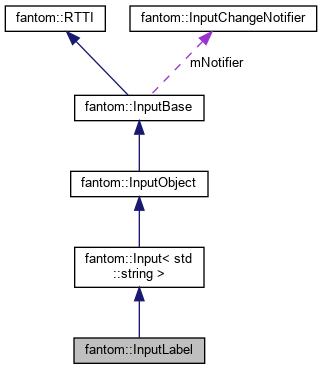 fantom::RTTI
fantom::InputChangeNotifier
mNotifier
fantom::InputBase
fantom::InputObject
fantom::Input< std
::string >
fantom::InputLabel